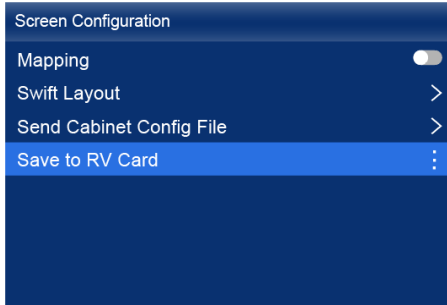 Screen Configuration
Mapping
Swift Layout
Send Cabinet Config File
Save to RV Card